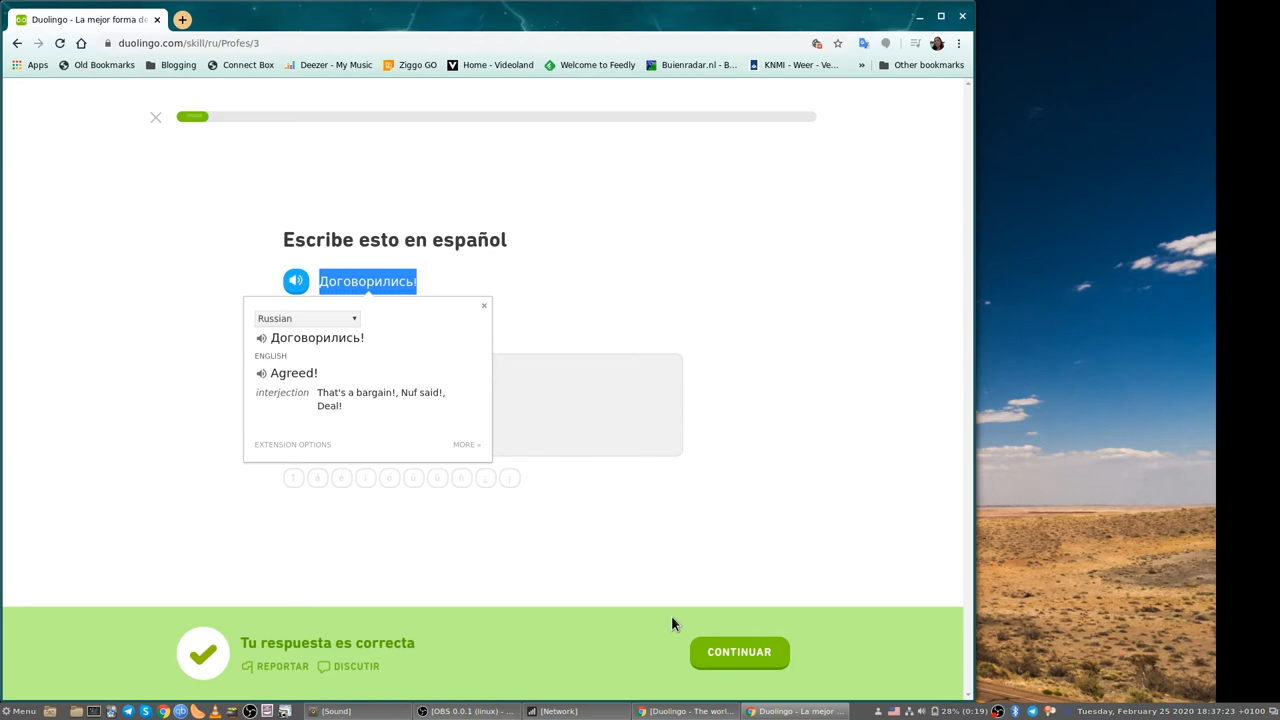 Duolingo - La mejor forma de
duolingo.com/skill/ru/Profes/3
Apps Old Bookmarks Blogging Connect Box Deezer - My Music Ziggo GO Home - Videoland Welcome to Feedly Buienradar.nl - B... KNMI - Weer - Ve... » Other bookmarks
Escribe esto en español
Договорились!
Russian
Договорились!
ENGLISH
Agreed!
interjection That's a bargain!, Nuf said!,
Deal!
EXTENSION OPTIONS MORE »
↑ á é í ó ú ü ñ ¿ ¡
Tu respuesta es correcta
REPORTAR DISCUTIR
CONTINUAR
Menu [Sound] [OBS 0.0.1 (linux) - ... [Network] [Duolingo - The worl... Duolingo - La mejor ... 28% (0:19) Tuesday, February 25 2020 18:37:23 +0100